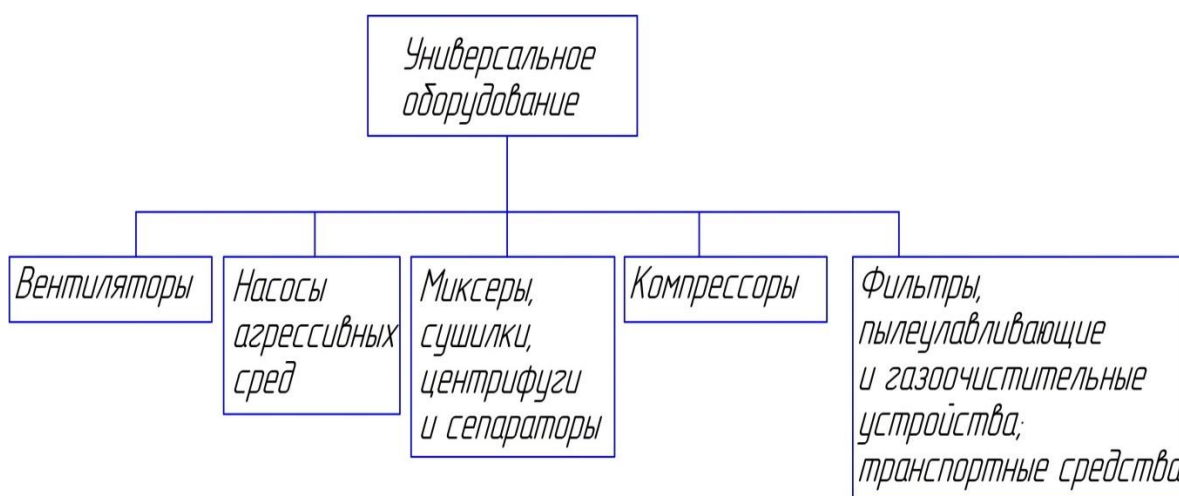 Универсальное
оборудование
Вентиляторы
Насосы
агрессивных
сред
Миксеры,
сушилки,
центрифуги
и сепараторы
Компрессоры
Фильтры,
пылеулавливающие
и газоочистительные
устройства;
транспортные средства